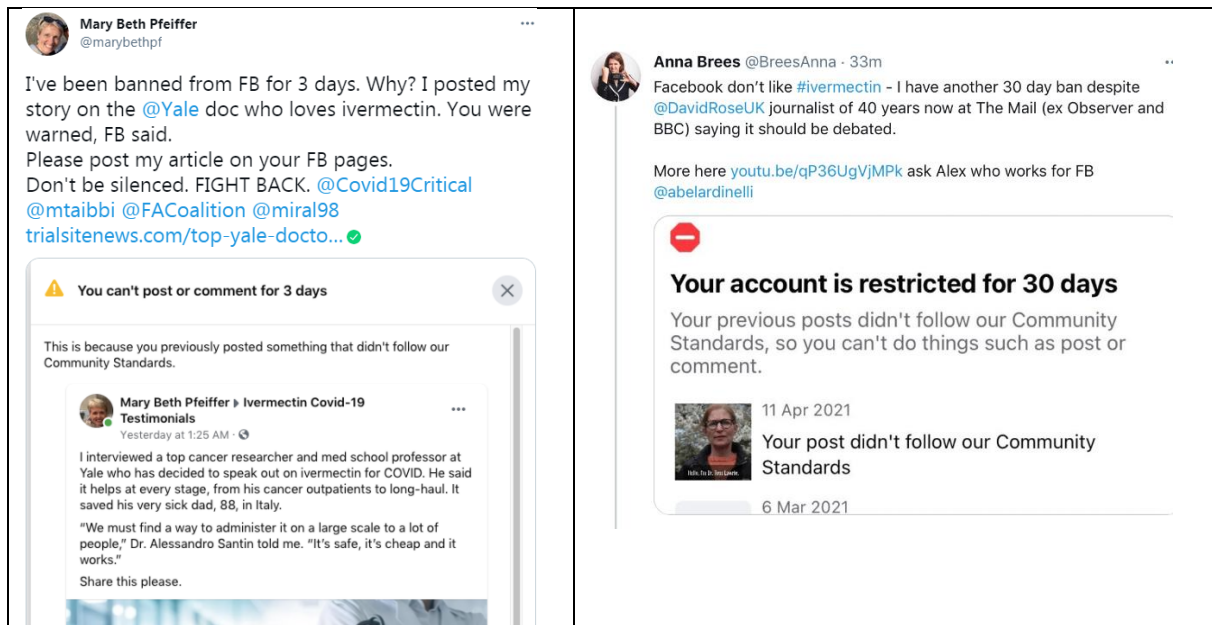 Mary Beth Pfeiffer
@marybethpf
I've been banned from FB for 3 days. Why? I posted my
story on the @Yale doc who loves ivermectin. You were
warned, FB said.
Please post my article on your FB pages.
Don't be silenced. FIGHT BACK. @Covid19Critical
@mtaibbi @FACoalition @miral98
trialsitenews.com/top-yale-docto...
You can't post or comment for 3 days
This is because you previously posted something that didn't follow our
Community Standards.
Mary Beth Pfeiffer ▸ Ivermectin Covid-19
Testimonials
Yesterday at 1:25 AM ·
I interviewed a top cancer researcher and med school professor at
Yale who has decided to speak out on ivermectin for COVID. He said
it helps at every stage, from his cancer outpatients to long-haul. It
saved his very sick dad, 88, in Italy.
“We must find a way to administer it on a large scale to a lot of
people,” Dr. Alessandro Santin told me. “It's safe, it's cheap and it
works.”
Share this please.
Anna Brees @BreesAnna · 33m
Facebook don't like #ivermectin - I have another 30 day ban despite
@DavidRoseUK journalist of 40 years now at The Mail (ex Observer and
BBC) saying it should be debated.
More here youtu.be/qP36UgVjMPk ask Alex who works for FB
@abelardinelli
Your account is restricted for 30 days
Your previous posts didn't follow our Community
Standards, so you can't do things such as post or
comment.
11 Apr 2021
Your post didn't follow our Community
Standards
Hello. I'm Dr. Tess Lawrie.
6 Mar 2021